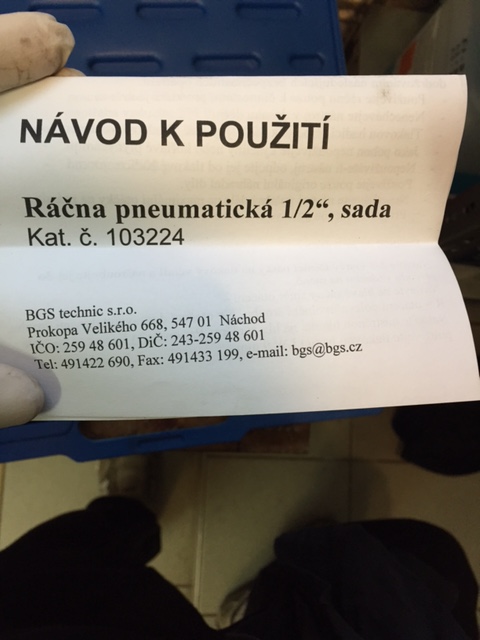 NÁVOD K POUŽITÍ
Ráčna pneumatická 1/2“, sada
Kat. č. 103224
BGS technic s.r.o.
Prokopa Velikého 668, 547 01 Náchod
IČO: 259 48 601, DiČ: 243-259 48 601
Tel: 491422 690, Fax: 491433 199, e-mail: bgs@bgs.cz